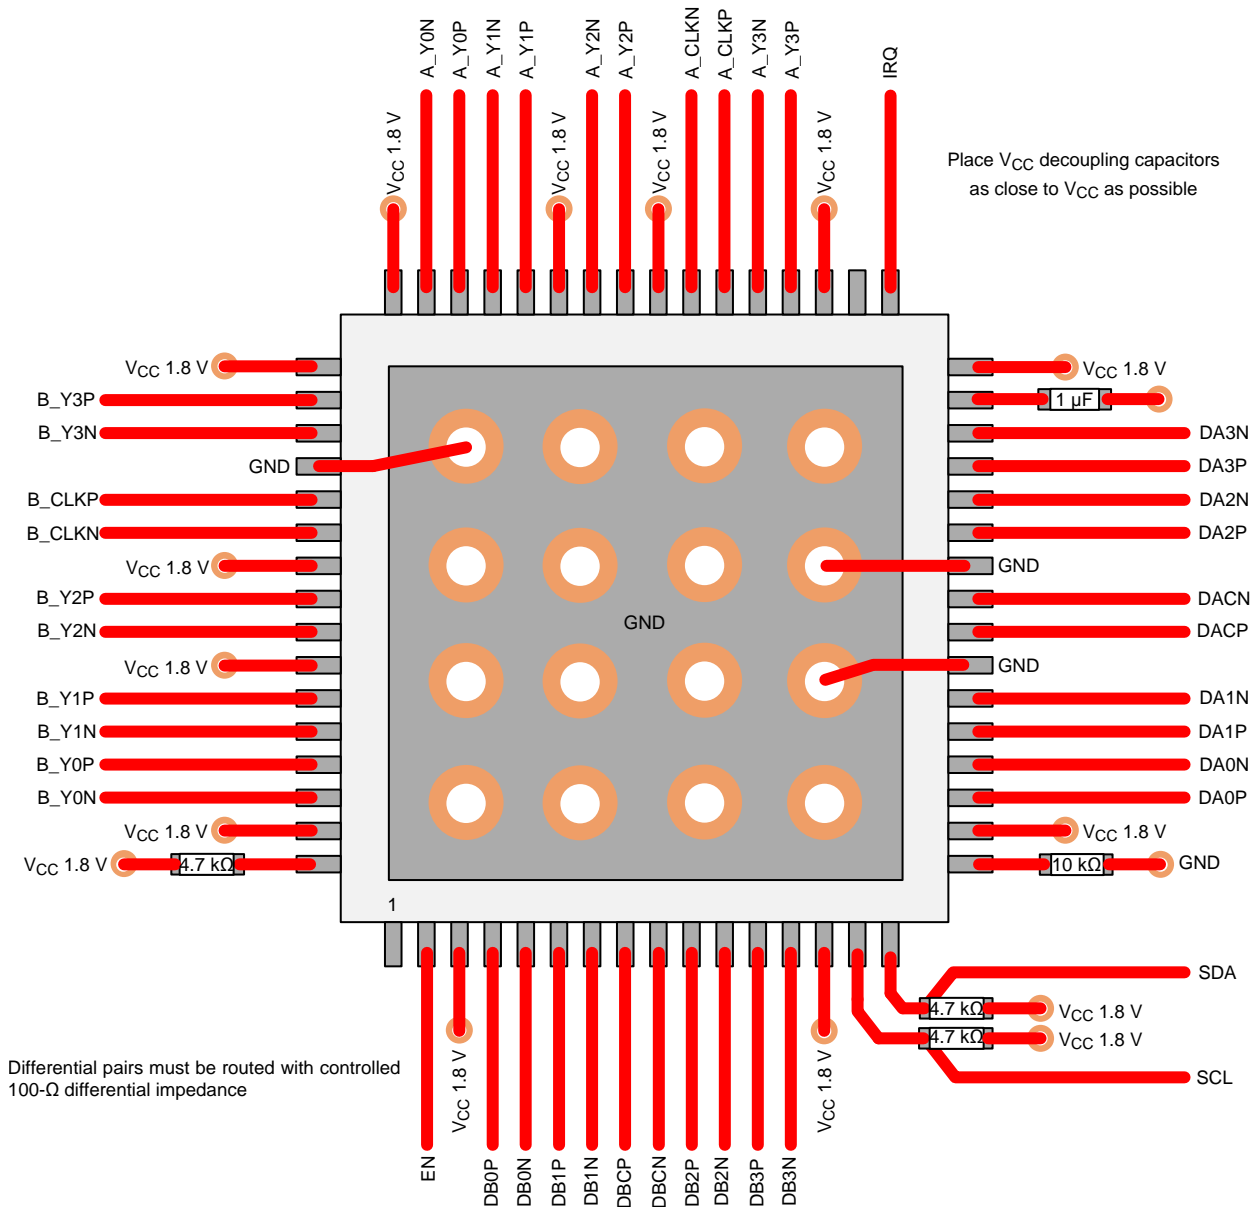 A_Y0N
A_Y0P
A_Y1N
A_Y1P
A_Y2N
A_Y2P
A_CLKN
A_CLKP
A_Y3N
A_Y3P
IRQ
VCC 1.8 V
VCC 1.8 V
VCC 1.8 V
VCC 1.8 V
Place VCC decoupling capacitors
as close to VCC as possible
VCC 1.8 V
B_Y3P
B_Y3N
GND
B_CLKP
B_CLKN
VCC 1.8 V
B_Y2P
B_Y2N
VCC 1.8 V
B_Y1P
B_Y1N
B_Y0P
B_Y0N
VCC 1.8 V
VCC 1.8 V
4.7 kΩ
GND
1
VCC 1.8 V
1 µF
DA3N
DA3P
DA2N
DA2P
GND
DACN
DACP
GND
DA1N
DA1P
DA0N
DA0P
VCC 1.8 V
10 kΩ
GND
SDA
4.7 kΩ
VCC 1.8 V
4.7 kΩ
VCC 1.8 V
SCL
Differential pairs must be routed with controlled
100-Ω differential impedance
VCC 1.8 V
VCC 1.8 V
EN
DB0P
DB0N
DB1P
DB1N
DBCP
DBCN
DB2P
DB2N
DB3P
DB3N